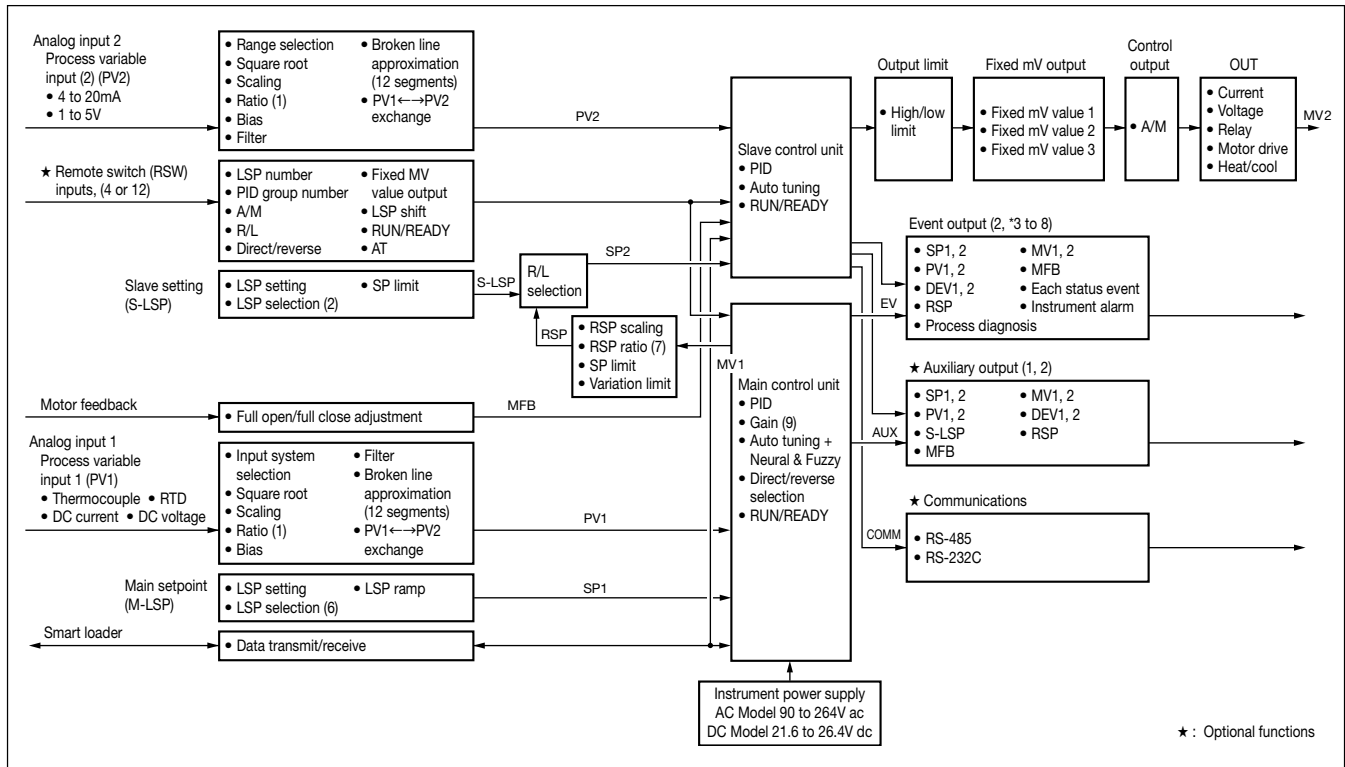 Analog input 2
Process variable
input (2) (PV2)
• 4 to 20mA
• 1 to 5V
• Range selection
• Square root
• Scaling
• Ratio (1)
• Bias
• Filter
• Broken line
approximation
(12 segments)
• PV1←→PV2
exchange
PV2
★ Remote switch (RSW)
inputs, (4 or 12)
• LSP number
• PID group number
• A/M
• R/L
• Direct/reverse
• Fixed MV
value output
• LSP shift
• RUN/READY
• AT
Slave setting
(S-LSP)
• LSP setting
• LSP selection (2)
• SP limit
S-LSP
R/L
selection
SP2
RSP
• RSP scaling
• RSP ratio (7)
• SP limit
• Variation limit
MV1
Motor feedback
• Full open/full close adjustment
MFB
Analog input 1
Process variable
input 1 (PV1)
• Thermocouple • RTD
• DC current • DC voltage
• Input system
selection
• Square root
• Scaling
• Ratio (1)
• Bias
• Filter
• Broken line
approximation
(12 segments)
• PV1←→PV2
exchange
PV1
Main setpoint
(M-LSP)
• LSP setting
• LSP selection (6)
• LSP ramp
SP1
Smart loader
• Data transmit/receive
Slave control unit
• PID
• Auto tuning
• RUN/READY
Main control unit
• PID
• Gain (9)
• Auto tuning +
Neural & Fuzzy
• Direct/reverse
selection
• RUN/READY
Instrument power supply
AC Model 90 to 264V ac
DC Model 21.6 to 26.4V dc
Output limit
• High/low
limit
Fixed mV output
• Fixed mV value 1
• Fixed mV value 2
• Fixed mV value 3
Control
output
• A/M
OUT
• Current
• Voltage
• Relay
• Motor drive
• Heat/cool
MV2
Event output (2, *3 to 8)
• SP1, 2
• PV1, 2
• DEV1, 2
• RSP
• Process diagnosis
• MV1, 2
• MFB
• Each status event
• Instrument alarm
EV
★ Auxiliary output (1, 2)
• SP1, 2
• PV1, 2
• S-LSP
• MFB
• MV1, 2
• DEV1, 2
• RSP
AUX
★ Communications
• RS-485
• RS-232C
COMM
★ : Optional functions